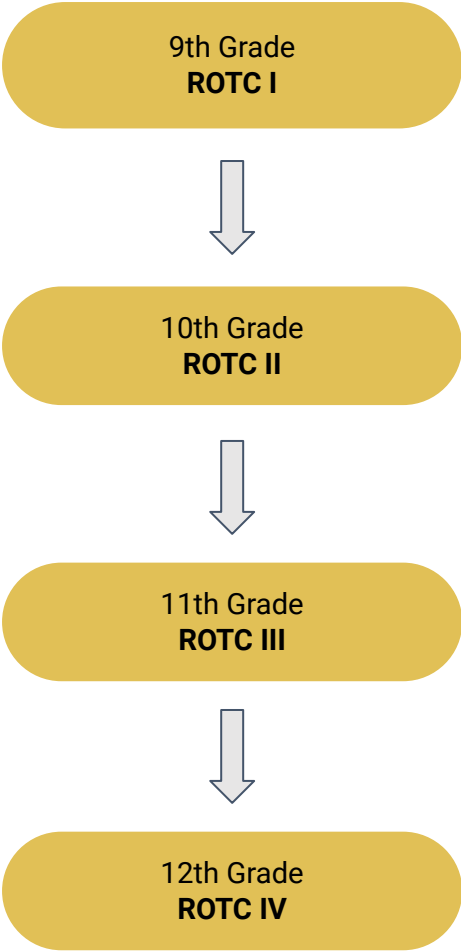 9th Grade
ROTC I
10th Grade
ROTC II
11th Grade
ROTC III
12th Grade
ROTC IV